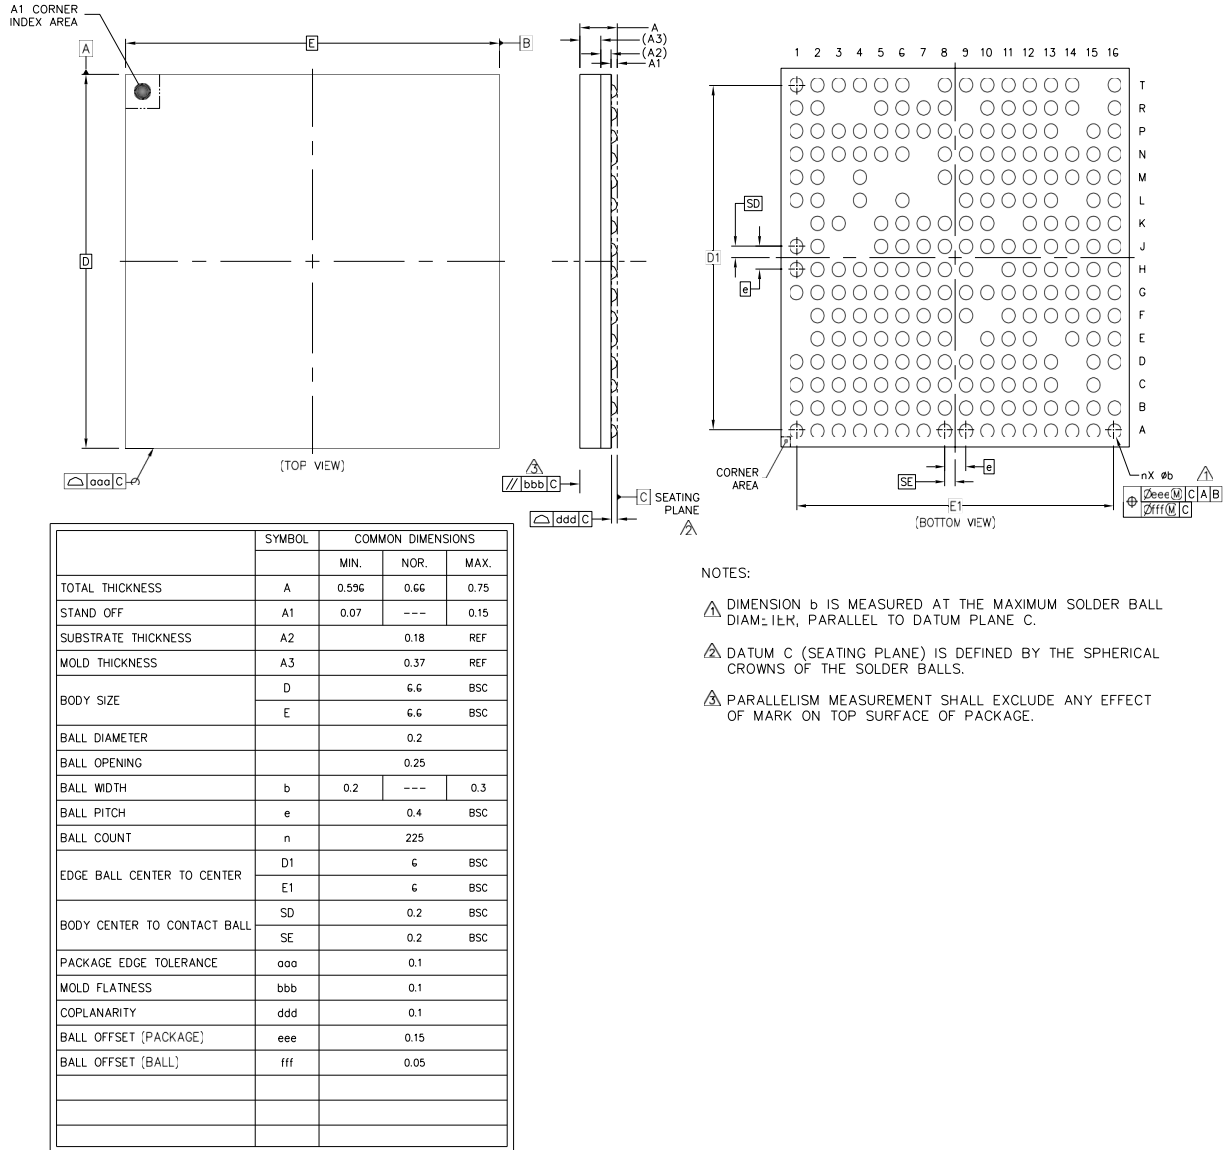 A1 CORNER
INDEX AREA
A
E
B
D
(TOP VIEW)
aaa C
A
(A3)
(A2)
A1
3
// bbb C
ddd C
C SEATING
PLANE
2
1 2 3 4 5 6 7 8 9 10 11 12 13 14 15 16
T
R
P
N
M
L
K
J
H
G
F
E
D
C
B
A
SD
D1
e
CORNER
AREA
SE
e
E1
(BOTTOM VIEW)
nX øb 1
Øeee Ⓜ C A B
Øfff Ⓜ C
SYMBOL COMMON DIMENSIONS
MIN. NOR. MAX.
TOTAL THICKNESS A 0.596 0.66 0.75
STAND OFF A1 0.07 --- 0.15
SUBSTRATE THICKNESS A2 0.18 REF
MOLD THICKNESS A3 0.37 REF
BODY SIZE D 6.6 BSC
E 6.6 BSC
BALL DIAMETER 0.2
BALL OPENING 0.25
BALL WIDTH b 0.2 --- 0.3
BALL PITCH e 0.4 BSC
BALL COUNT n 225
EDGE BALL CENTER TO CENTER D1 6 BSC
E1 6 BSC
BODY CENTER TO CONTACT BALL SD 0.2 BSC
SE 0.2 BSC
PACKAGE EDGE TOLERANCE aaa 0.1
MOLD FLATNESS bbb 0.1
COPLANARITY ddd 0.1
BALL OFFSET (PACKAGE) eee 0.15
BALL OFFSET (BALL) fff 0.05
NOTES:
1 DIMENSION b IS MEASURED AT THE MAXIMUM SOLDER BALL
DIAMETER, PARALLEL TO DATUM PLANE C.
2 DATUM C (SEATING PLANE) IS DEFINED BY THE SPHERICAL
CROWNS OF THE SOLDER BALLS.
3 PARALLELISM MEASUREMENT SHALL EXCLUDE ANY EFFECT
OF MARK ON TOP SURFACE OF PACKAGE.